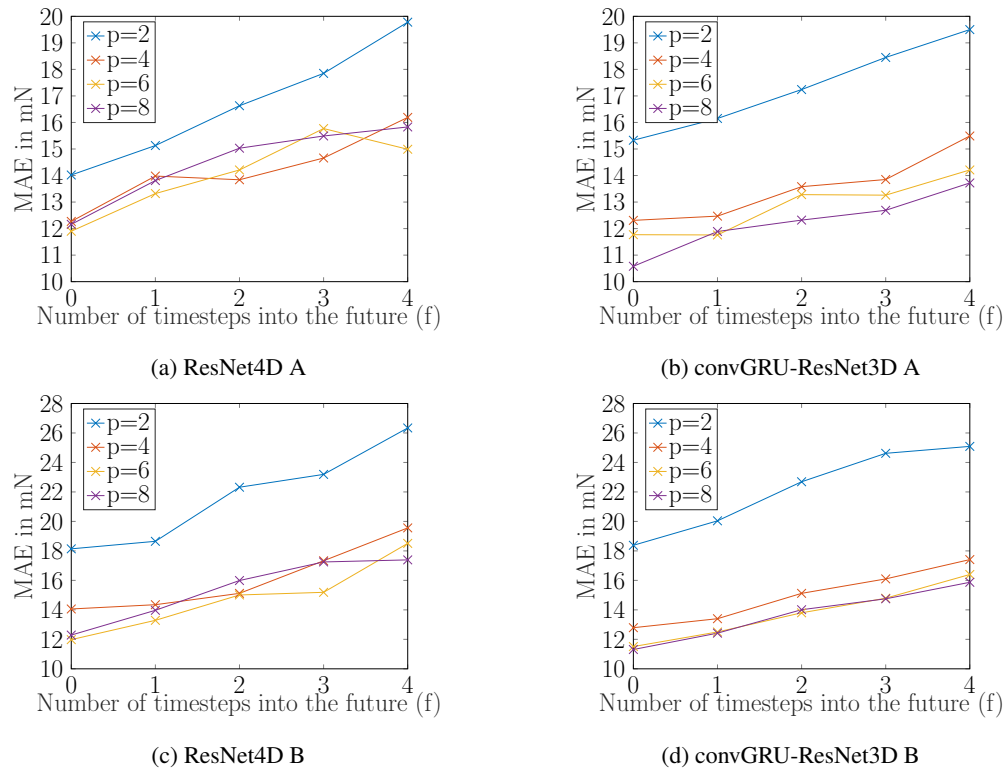 20
19
18
17
16
15
14
13
12
11
10
MAE in mN
p=2
p=4
p=6
p=8
0 1 2 3 4
Number of timesteps into the future (f)
(a) ResNet4D A
20
19
18
17
16
15
14
13
12
11
10
MAE in mN
p=2
p=4
p=6
p=8
0 1 2 3 4
Number of timesteps into the future (f)
(b) convGRU-ResNet3D A
28
26
24
22
20
18
16
14
12
10
MAE in mN
p=2
p=4
p=6
p=8
0 1 2 3 4
Number of timesteps into the future (f)
(c) ResNet4D B
28
26
24
22
20
18
16
14
12
10
MAE in mN
p=2
p=4
p=6
p=8
0 1 2 3 4
Number of timesteps into the future (f)
(d) convGRU-ResNet3D B